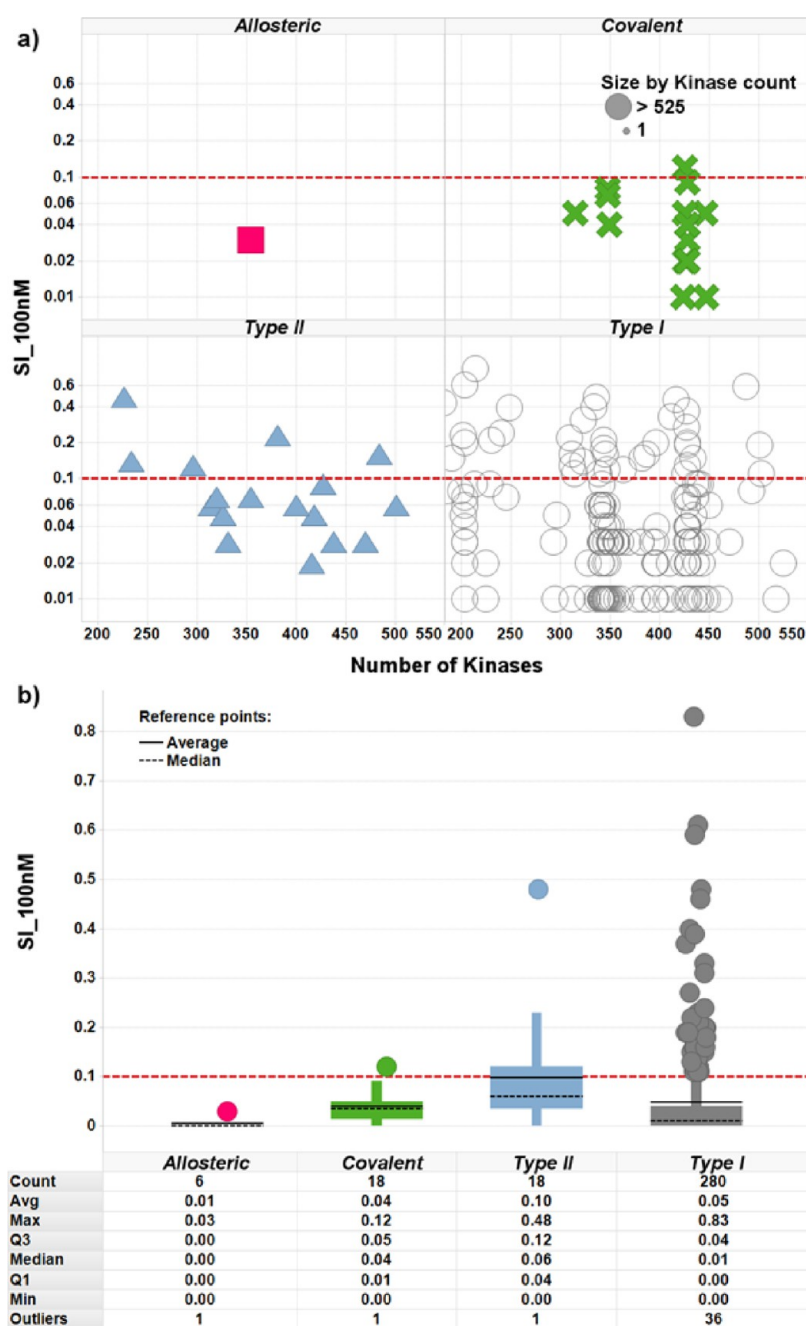 a)
Allosteric
Covalent
Size by Kinase count
> 525
1
0.6
0.4
0.2
0.1
0.06
0.04
0.02
0.01
SI_100nM
Type II
Type I
0.6
0.4
0.2
0.1
0.06
0.04
0.02
0.01
200 250 300 350 400 450 500 550 200 250 300 350 400 450 500 550
Number of Kinases
b)
Reference points:
Average
Median
0.8
0.7
0.6
0.5
0.4
0.3
0.2
0.1
0
SI_100nM
Allosteric Covalent Type II Type I
Count 6 18 18 280
Avg 0.01 0.04 0.10 0.05
Max 0.03 0.12 0.48 0.83
Q3 0.00 0.05 0.12 0.04
Median 0.00 0.04 0.06 0.01
Q1 0.00 0.01 0.04 0.00
Min 0.00 0.00 0.00 0.00
Outliers 1 1 1 36